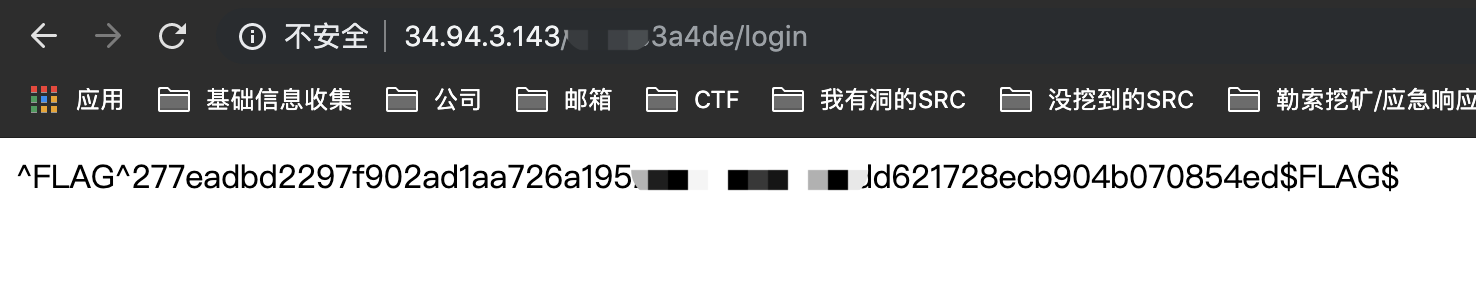 不安全 34.94.3.143/ 3a4de/login
应用 基础信息收集 公司 邮箱 CTF 我有洞的SRC 没挖到的SRC 勒索挖矿/应急响应
^FLAG^277eadbd2297f902ad1aa726a195 dd621728ecb904b070854ed$FLAG$